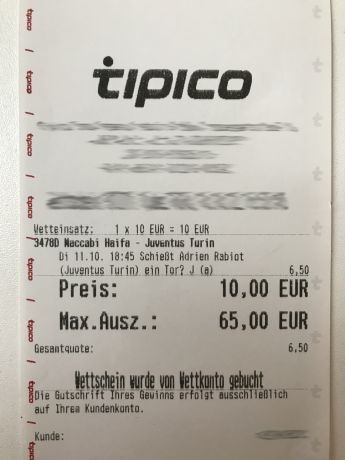 tipico
Wetteinsatz: 1 x 10 EUR = 10 EUR
3478D Maccabi Haifa - Juventus Turin
Di 11.10. 18:45 Schießt Adrien Rabiot
(Juventus Turin) ein Tor? J (a) 6,50
Preis: 10,00 EUR
Max.Ausz.: 65,00 EUR
Gesamtquote: 6,50
Wettschein wurde von Wettkonto gebucht
Die Gutschrift Ihres Gewinns erfolgt ausschließlich
auf Ihrem Kundenkonto.
Kunde: